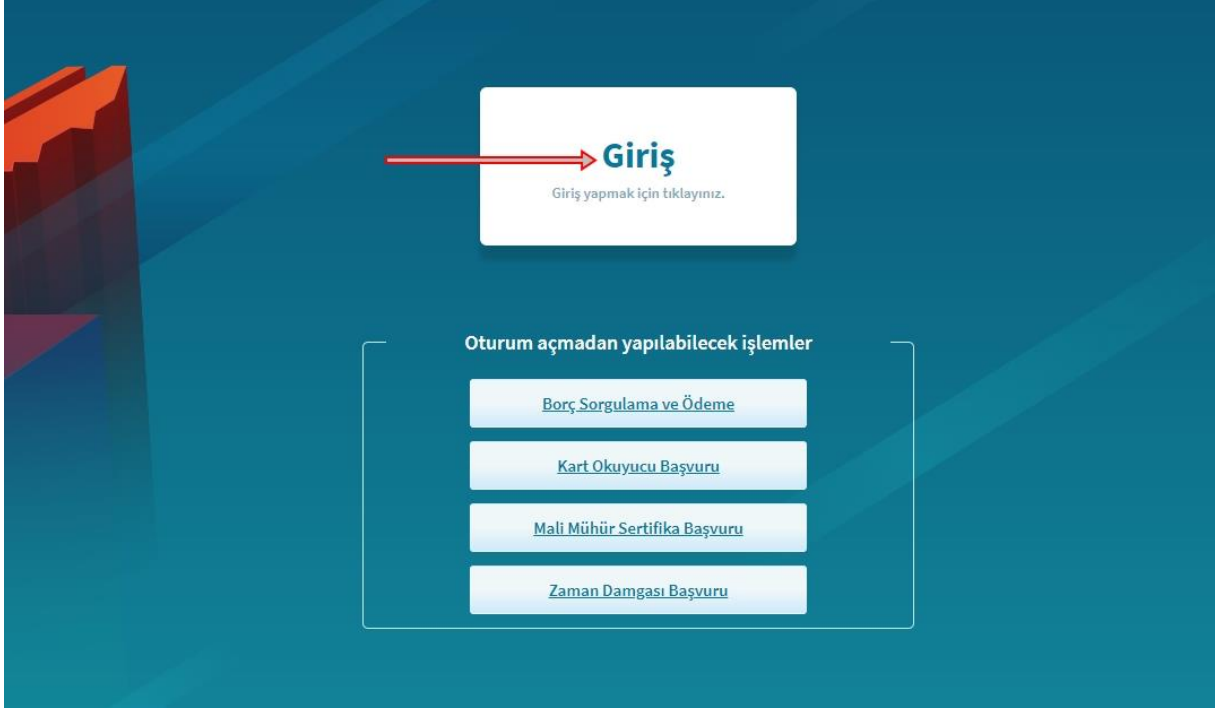 Giriş
Giriş yapmak için tıklayınız.
Oturum açmadan yapılabilecek işlemler
Borç Sorgulama ve Ödeme
Kart Okuyucu Başvuru
Mali Mühür Sertifika Başvuru
Zaman Damgası Başvuru